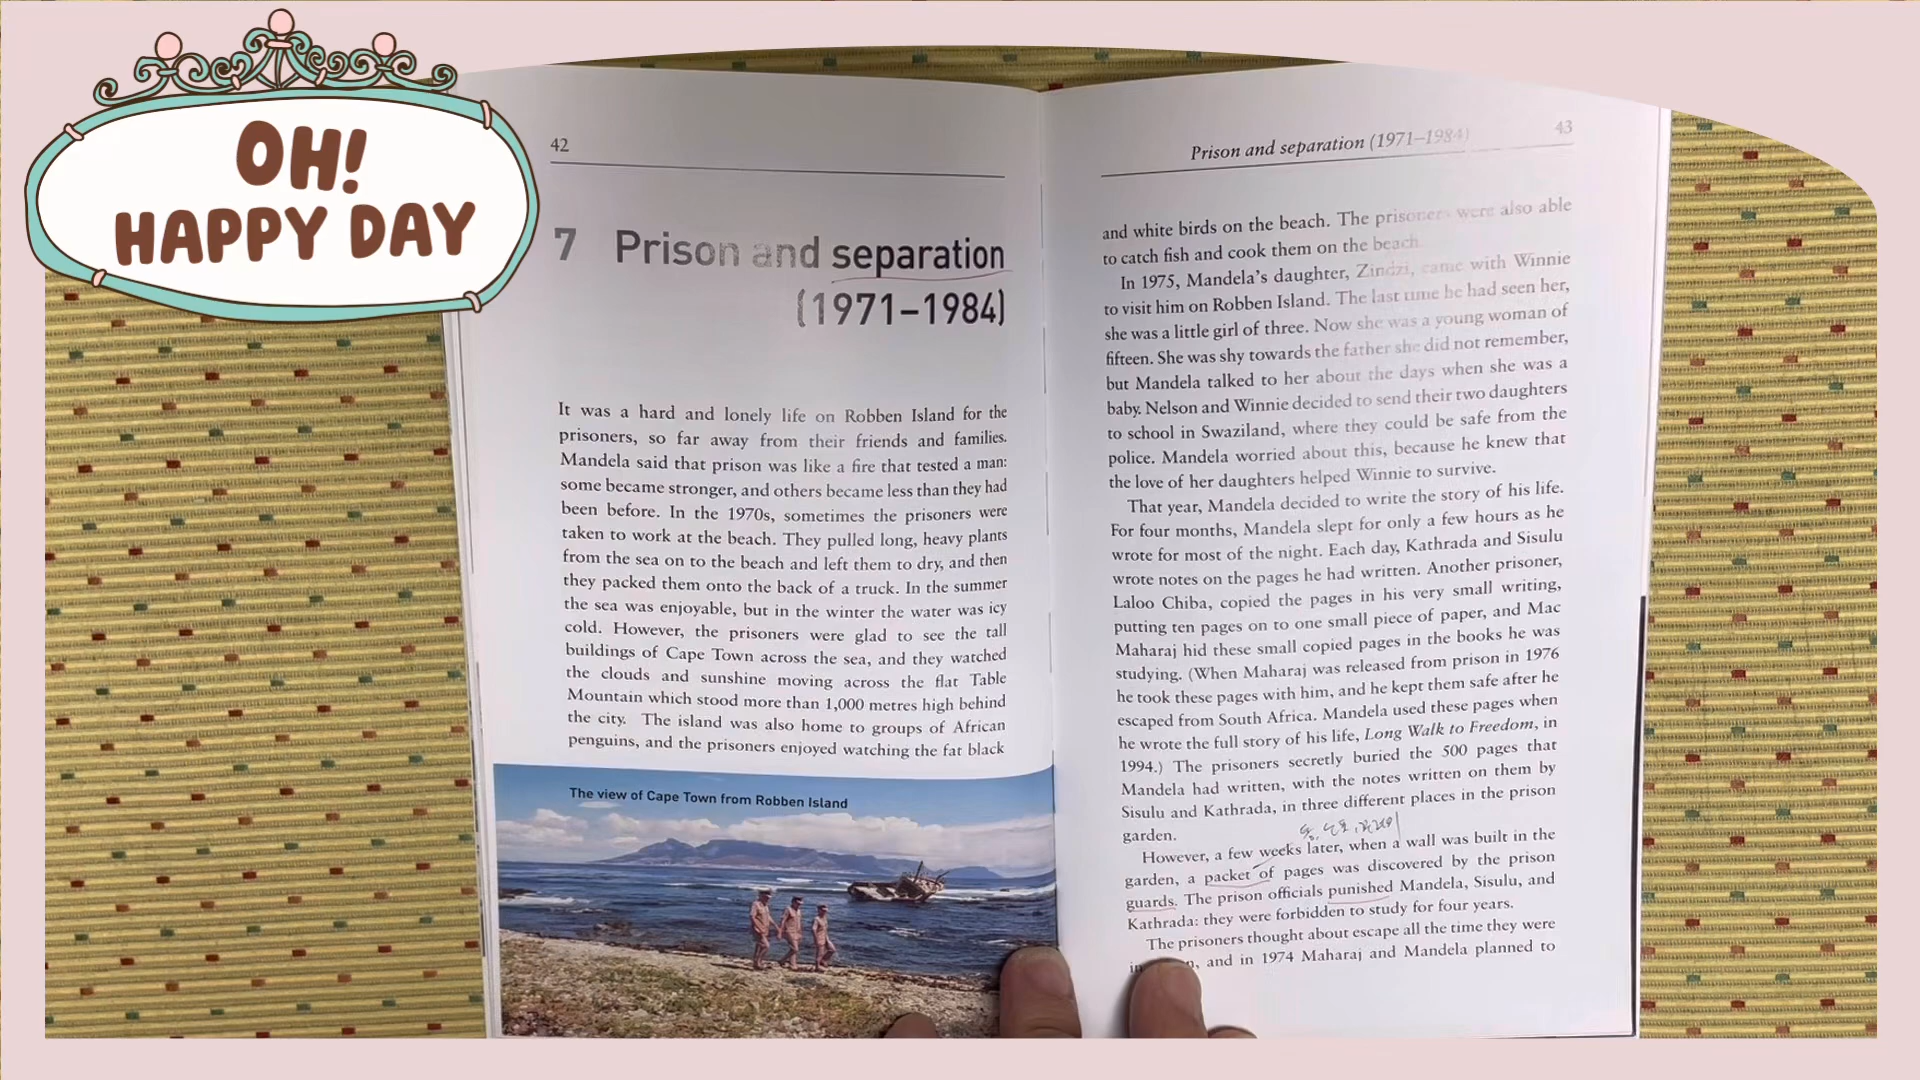 OH!
HAPPY DAY
42
7 Prison and separation
(1971–1984)
It was a hard and lonely life on Robben Island for the
prisoners, so far away from their friends and families.
Mandela said that prison was like a fire that tested a man:
some became stronger, and others became less than they had
been before. In the 1970s, sometimes the prisoners were
taken to work at the beach. They pulled long, heavy plants
from the sea on to the beach and left them to dry, and then
they packed them onto the back of a truck. In the summer
the sea was enjoyable, but in the winter the water was icy
cold. However, the prisoners were glad to see the tall
buildings of Cape Town across the sea, and they watched
the clouds and sunshine moving across the flat Table
Mountain which stood more than 1,000 metres high behind
the city. The island was also home to groups of African
penguins, and the prisoners enjoyed watching the fat black
The view of Cape Town from Robben Island
Prison and separation (1971–1984) 43
and white birds on the beach. The prisoners were also able
to catch fish and cook them on the beach.
In 1975, Mandela's daughter, Zindzi, came with Winnie
to visit him on Robben Island. The last time he had seen her,
she was a little girl of three. Now she was a young woman of
fifteen. She was shy towards the father she did not remember,
but Mandela talked to her about the days when she was a
baby. Nelson and Winnie decided to send their two daughters
to school in Swaziland, where they could be safe from the
police. Mandela worried about this, because he knew that
the love of her daughters helped Winnie to survive.
That year, Mandela decided to write the story of his life.
For four months, Mandela slept for only a few hours as he
wrote for most of the night. Each day, Kathrada and Sisulu
wrote notes on the pages he had written. Another prisoner,
Laloo Chiba, copied the pages in his very small writing,
putting ten pages on to one small piece of paper, and Mac
Maharaj hid these small copied pages in the books he was
studying. (When Maharaj was released from prison in 1976
he took these pages with him, and he kept them safe after he
escaped from South Africa. Mandela used these pages when
he wrote the full story of his life, Long Walk to Freedom, in
1994.) The prisoners secretly buried the 500 pages that
Mandela had written, with the notes written on them by
Sisulu and Kathrada, in three different places in the prison
garden.
However, a few weeks later, when a wall was built in the
garden, a packet of pages was discovered by the prison
guards. The prison officials punished Mandela, Sisulu, and
Kathrada: they were forbidden to study for four years.
The prisoners thought about escape all the time they were
and in 1974 Maharaj and Mandela planned to